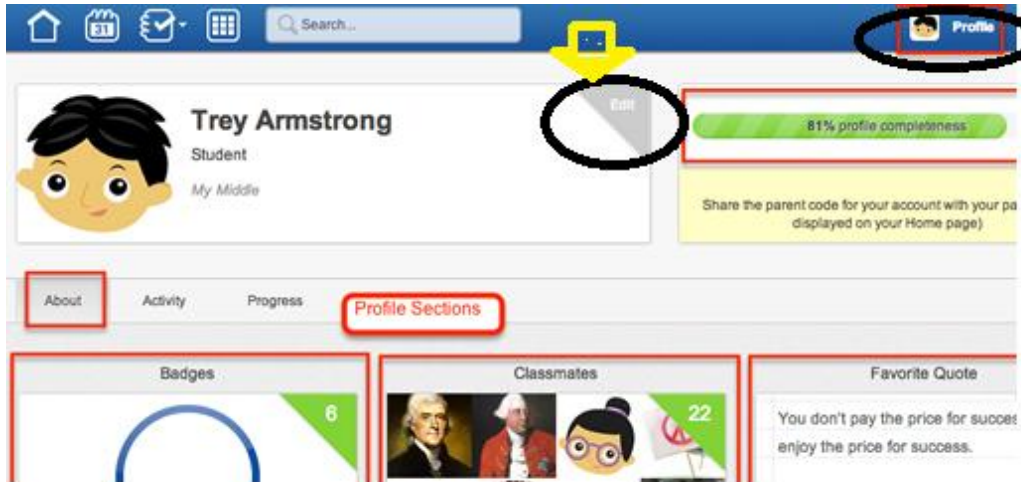 31
Search...
Profile
Edit
Trey Armstrong
Student
My Middle
81% profile completeness
Share the parent code for your account with your pa
displayed on your Home page)
About
Activity
Progress
Profile Sections
Badges
6
Classmates
22
Favorite Quote
You don't pay the price for succes
enjoy the price for success.